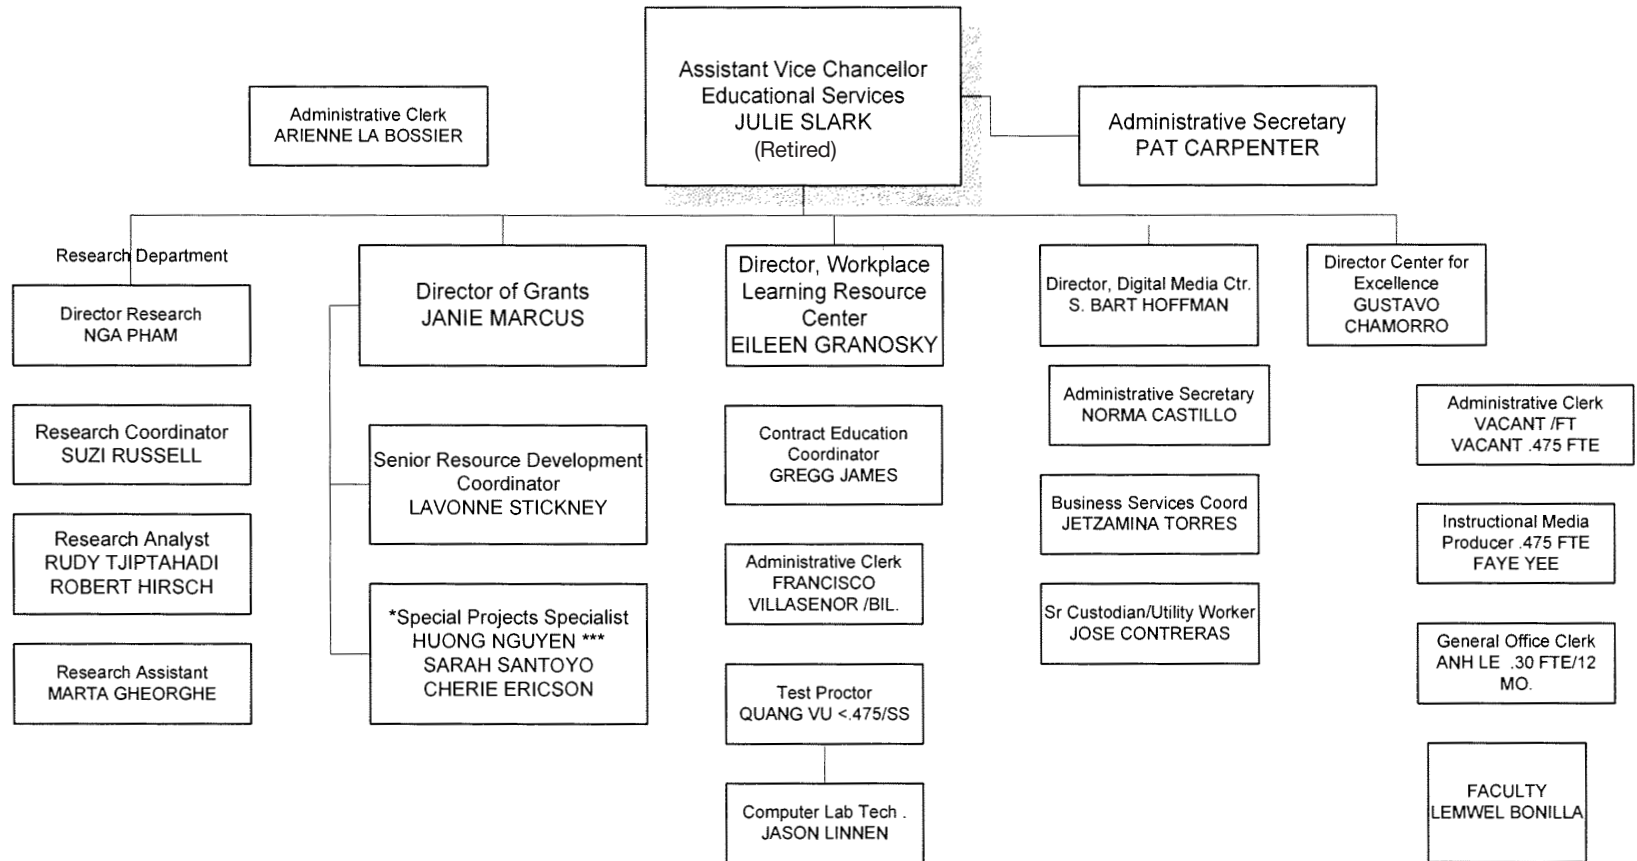 Assistant Vice Chancellor
Educational Services
JULIE SLARK
(Retired)
Administrative Clerk
ARIENNE LA BOSSIER
Administrative Secretary
PAT CARPENTER
Research Department
Director Research
NGA PHAM
Research Coordinator
SUZI RUSSELL
Research Analyst
RUDY TJIPTAHADI
ROBERT HIRSCH
Research Assistant
MARTA GHEORGHE
Director of Grants
JANIE MARCUS
Senior Resource Development
Coordinator
LAVONNE STICKNEY
*Special Projects Specialist
HUONG NGUYEN ***
SARAH SANTOYO
CHERIE ERICSON
Director, Workplace
Learning Resource
Center
EILEEN GRANOSKY
Contract Education
Coordinator
GREGG JAMES
Administrative Clerk
FRANCISCO
VILLASENOR /BIL.
Test Proctor
QUANG VU <.475/SS
Computer Lab Tech .
JASON LINNEN
Director, Digital Media Ctr.
S. BART HOFFMAN
Administrative Secretary
NORMA CASTILLO
Business Services Coord
JETZAMINA TORRES
Sr Custodian/Utility Worker
JOSE CONTRERAS
Director Center for
Excellence
GUSTAVO
CHAMORRO
Administrative Clerk
VACANT /FT
VACANT .475 FTE
Instructional Media
Producer .475 FTE
FAYE YEE
General Office Clerk
ANH LE .30 FTE/12
MO.
FACULTY
LEMWEL BONILLA